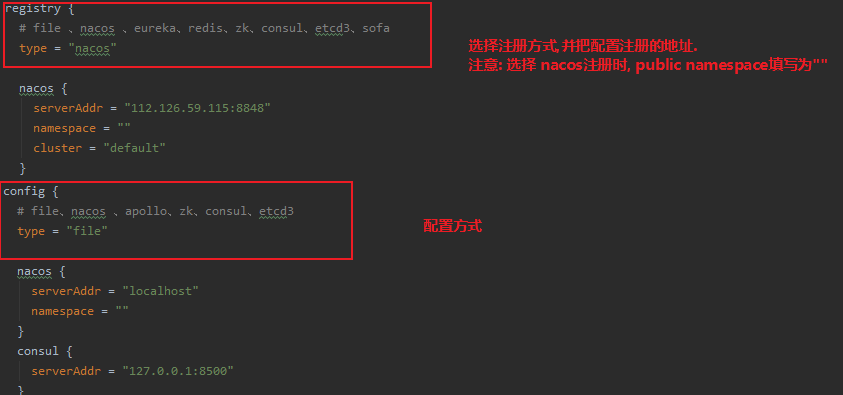 registry {
# file 、nacos 、eureka、redis、zk、consul、etcd3、sofa
type = "nacos"
选择注册方式,并把配置注册的地址.
注意: 选择 nacos注册时, public namespace填写为""
nacos {
serverAddr = "112.126.59.115:8848"
namespace = ""
cluster = "default"
}
config {
# file、nacos 、apollo、zk、consul、etcd3
type = "file"
配置方式
nacos {
serverAddr = "localhost"
namespace = ""
}
consul {
serverAddr = "127.0.0.1:8500"
}